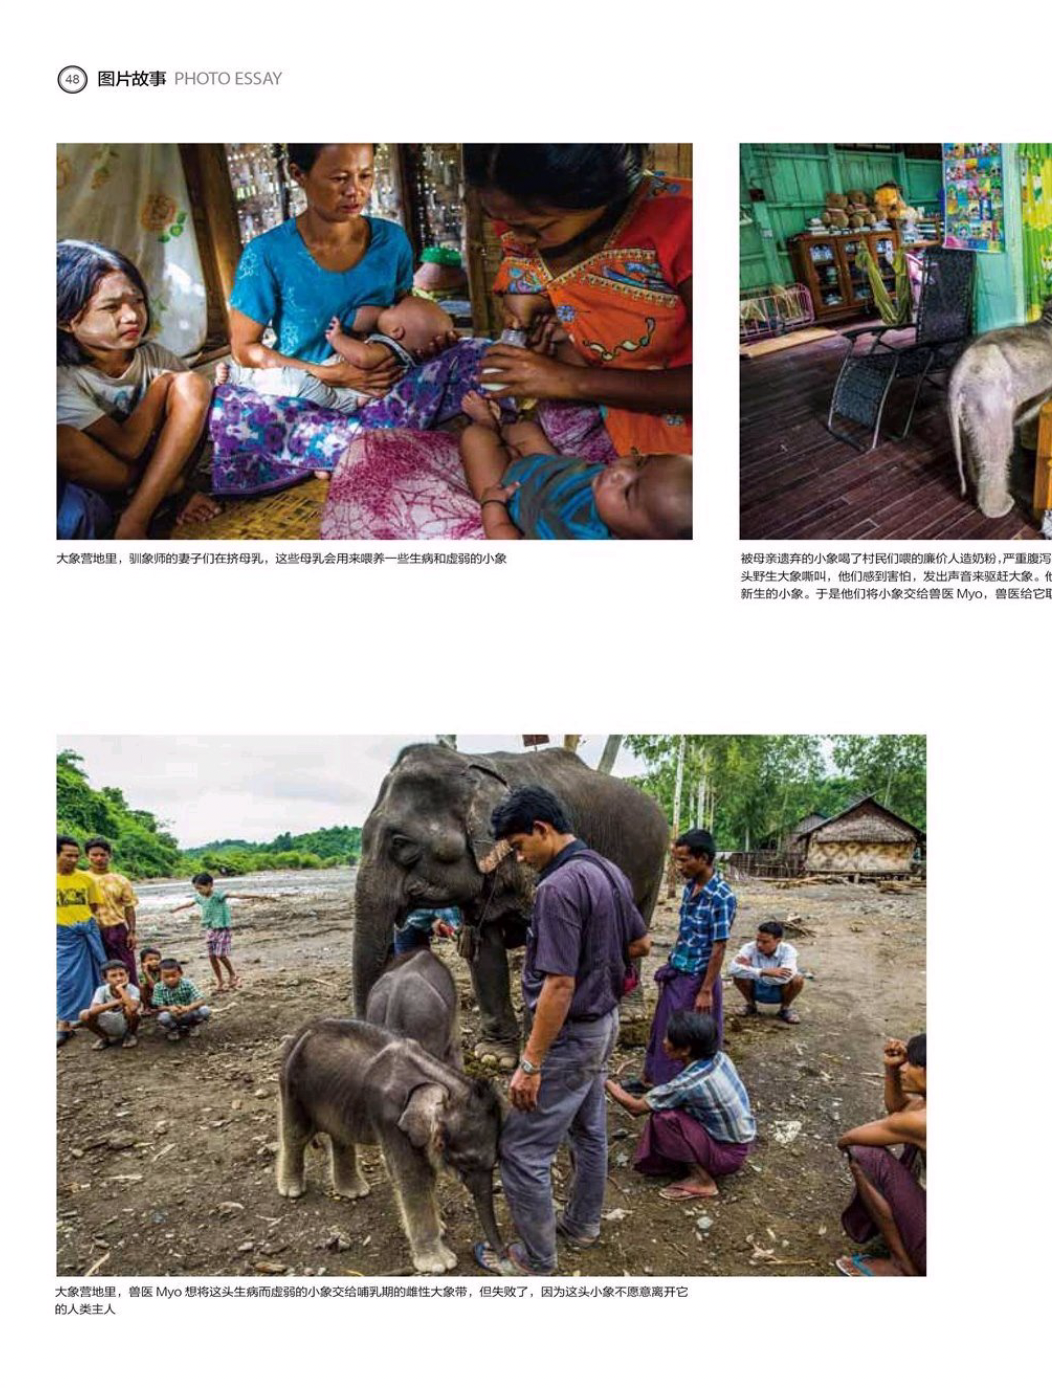 48 图片故事 PHOTO ESSAY
大象营地里，驯象师的妻子们在挤母乳，这些母乳会用来喂养一些生病和虚弱的小象
被母亲遗弃的小象喝了村民们喂的廉价人造奶粉，严重腹泻
头野生大象嘶叫，他们感到害怕，发出声音来驱赶大象。他
新生的小象。于是他们将小象交给兽医 Myo，兽医给它取
大象营地里，兽医 Myo 想将这头生病而虚弱的小象交给哺乳期的雌性大象带，但失败了，因为这头小象不愿意离开它
的人类主人